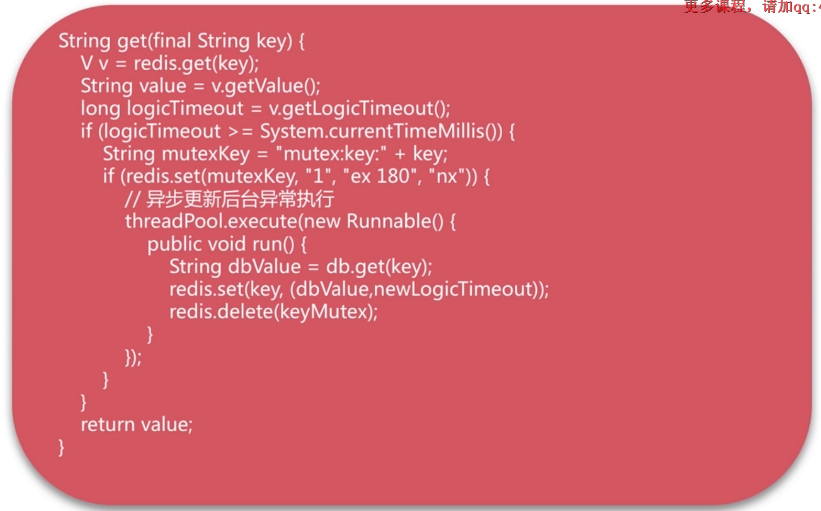 更多课程，请加qq:
String get(final String key) {
V v = redis.get(key);
String value = v.getValue();
long logicTimeout = v.getLogicTimeout();
if (logicTimeout >= System.currentTimeMillis()) {
String mutexKey = "mutex:key:" + key;
if (redis.set(mutexKey, "1", "ex 180", "nx")) {
// 异步更新后台异常执行
threadPool.execute(new Runnable() {
public void run() {
String dbValue = db.get(key);
redis.set(key, (dbValue,newLogicTimeout));
redis.delete(keyMutex);
}
});
}
}
return value;
}